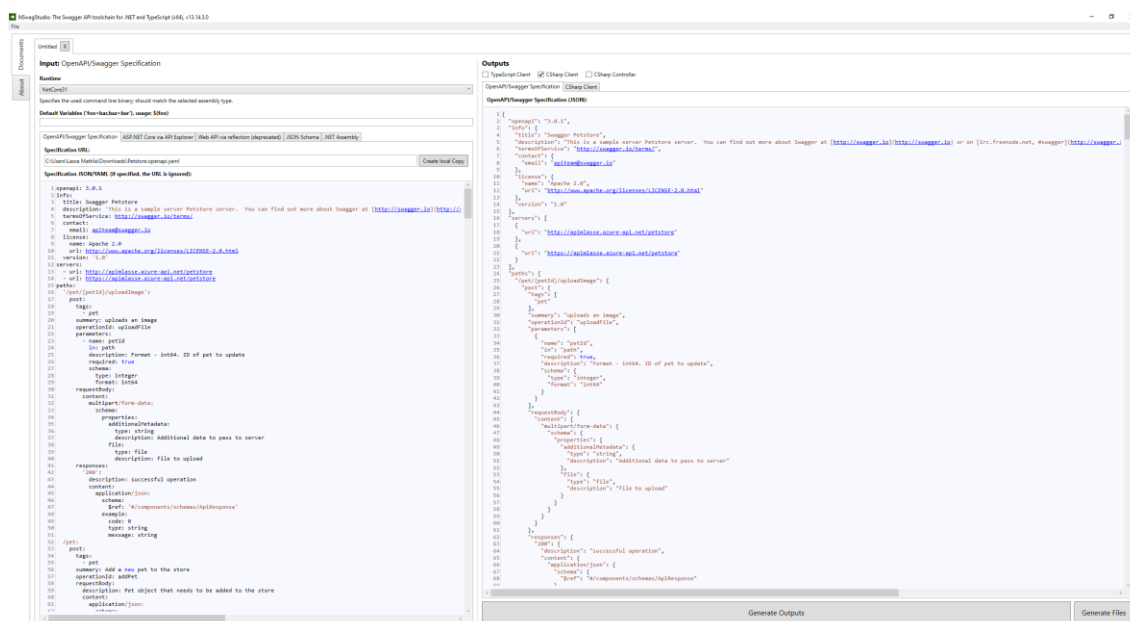 NSwagStudio: The Swagger API toolchain for .NET and TypeScript (x64), v13.14.3.0
File
Documents
About
Untitled X
Input: OpenAPI/Swagger Specification
Runtime
NetCore31
Specifies the used command line binary; should match the selected assembly type.
Default Variables ('foo=bar,baz=bar'), usage: $(foo)
OpenAPI/Swagger Specification ASP.NET Core via API Explorer Web API via reflection (deprecated) JSON Schema .NET Assembly
Specification URL:
C:\Users\Lasse Mattila\Downloads\Petstore.openapi.yaml Create local Copy
Specification JSON/YAML (if specified, the URL is ignored):
1 openapi: 3.0.1
2 info:
3 title: Swagger Petstore
4 description: 'This is a sample server Petstore server. You can find out more about Swagger at [http://swagger.io](http://
5 termsOfService: http://swagger.io/terms/
6 contact:
7 email: apiteam@swagger.io
8 license:
9 name: Apache 2.0
10 url: http://www.apache.org/licenses/LICENSE-2.0.html
11 version: '1.0'
12 servers:
13 - url: http://apimlasse.azure-api.net/petstore
14 - url: https://apimlasse.azure-api.net/petstore
15 paths:
16 '/pet/{petId}/uploadImage':
17 post:
18 tags:
19 - pet
20 summary: uploads an image
21 operationId: uploadFile
22 parameters:
23 - name: petId
24 in: path
25 description: Format - int64. ID of pet to update
26 required: true
27 schema:
28 type: integer
29 format: int64
30 requestBody:
31 content:
32 multipart/form-data:
33 schema:
34 properties:
35 additionalMetadata:
36 type: string
37 description: Additional data to pass to server
38 file:
39 type: file
40 description: file to upload
41 responses:
42 '200':
43 description: successful operation
44 content:
45 application/json:
46 schema:
47 $ref: '#/components/schemas/ApiResponse'
48 example:
49 code: 0
50 type: string
51 message: string
52 /pet:
53 post:
54 tags:
55 - pet
56 summary: Add a new pet to the store
57 operationId: addPet
58 requestBody:
59 description: Pet object that needs to be added to the store
60 content:
61 application/json:
Outputs
TypeScript Client CSharp Client CSharp Controller
OpenAPI/Swagger Specification CSharp Client
OpenAPI/Swagger Specification (JSON):
1 {
2 "openapi": "3.0.1",
3 "info": {
4 "title": "Swagger Petstore",
5 "description": "This is a sample server Petstore server. You can find out more about Swagger at [http://swagger.io](http://swagger.io) or on [irc.freenode.net, #swagger](http://swagger.
6 "termsOfService": "http://swagger.io/terms/",
7 "contact": {
8 "email": "apiteam@swagger.io"
9 },
10 "license": {
11 "name": "Apache 2.0",
12 "url": "http://www.apache.org/licenses/LICENSE-2.0.html"
13 },
14 "version": "1.0"
15 },
16 "servers": [
17 {
18 "url": "http://apimlasse.azure-api.net/petstore"
19 },
20 {
21 "url": "https://apimlasse.azure-api.net/petstore"
22 }
23 ],
24 "paths": {
25 "/pet/{petId}/uploadImage": {
26 "post": {
27 "tags": [
28 "pet"
29 ],
30 "summary": "uploads an image",
31 "operationId": "uploadFile",
32 "parameters": [
33 {
34 "name": "petId",
35 "in": "path",
36 "required": true,
37 "description": "Format - int64. ID of pet to update",
38 "schema": {
39 "type": "integer",
40 "format": "int64"
41 }
42 }
43 ],
44 "requestBody": {
45 "content": {
46 "multipart/form-data": {
47 "schema": {
48 "properties": {
49 "additionalMetadata": {
50 "type": "string",
51 "description": "Additional data to pass to server"
52 },
53 "file": {
54 "type": "file",
55 "description": "file to upload"
56 }
57 }
58 }
59 }
60 }
61 },
62 "responses": {
63 "200": {
64 "description": "successful operation",
65 "content": {
66 "application/json": {
67 "schema": {
68 "$ref": "#/components/schemas/ApiResponse"
Generate Outputs
Generate Files